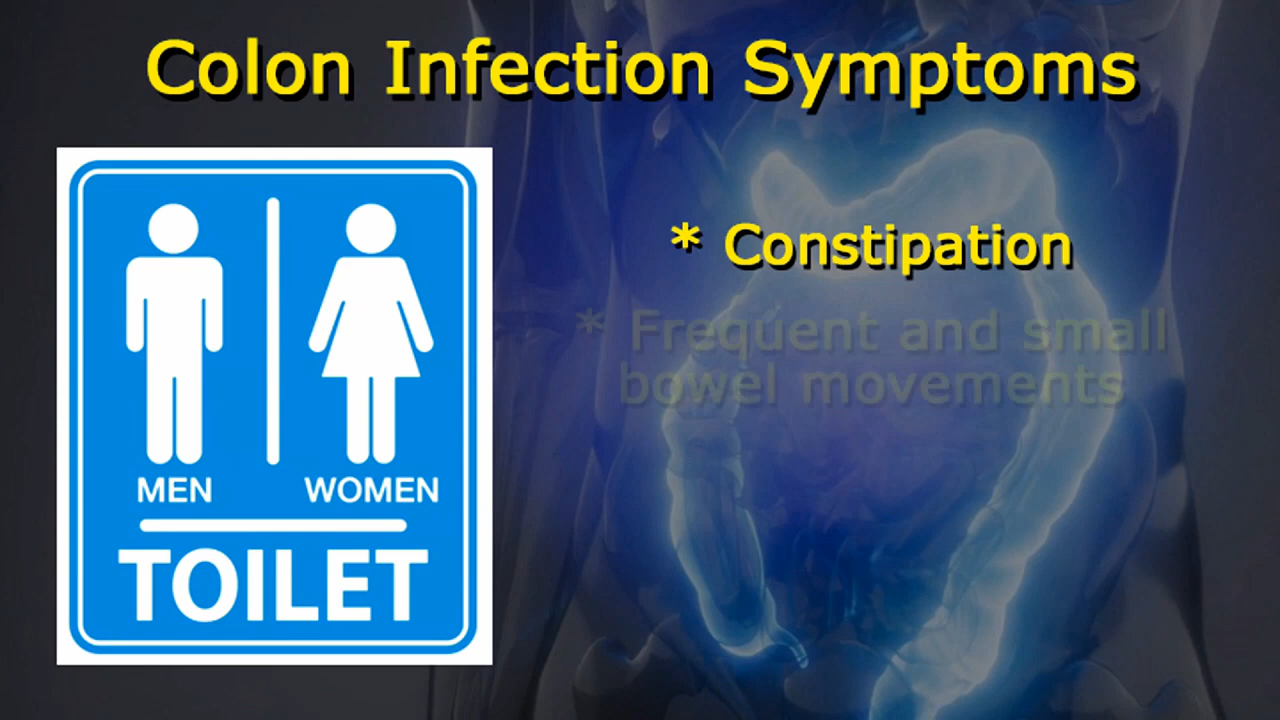 Colon Infection Symptoms
* Constipation
* Frequent and small
bowel movements
MEN WOMEN
TOILET